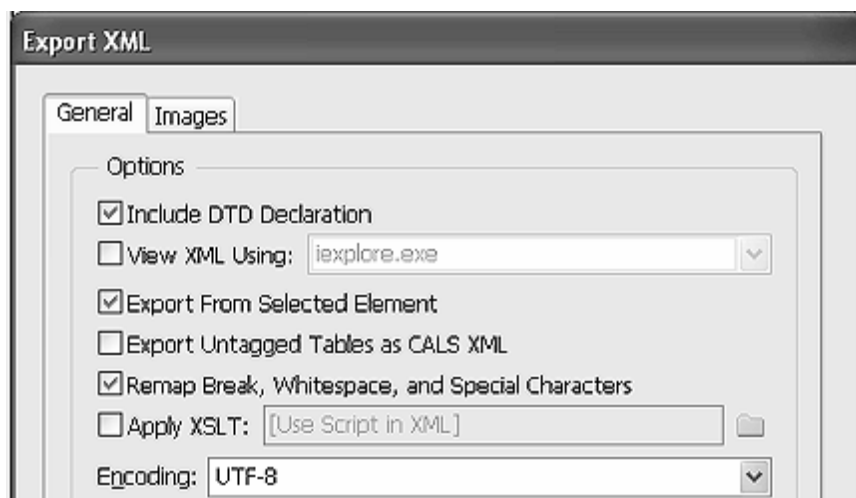 Export XML
General Images
Options
Include DTD Declaration
View XML Using: iexplore.exe
Export From Selected Element
Export Untagged Tables as CALS XML
Remap Break, Whitespace, and Special Characters
Apply XSLT: [Use Script in XML]
Encoding: UTF-8